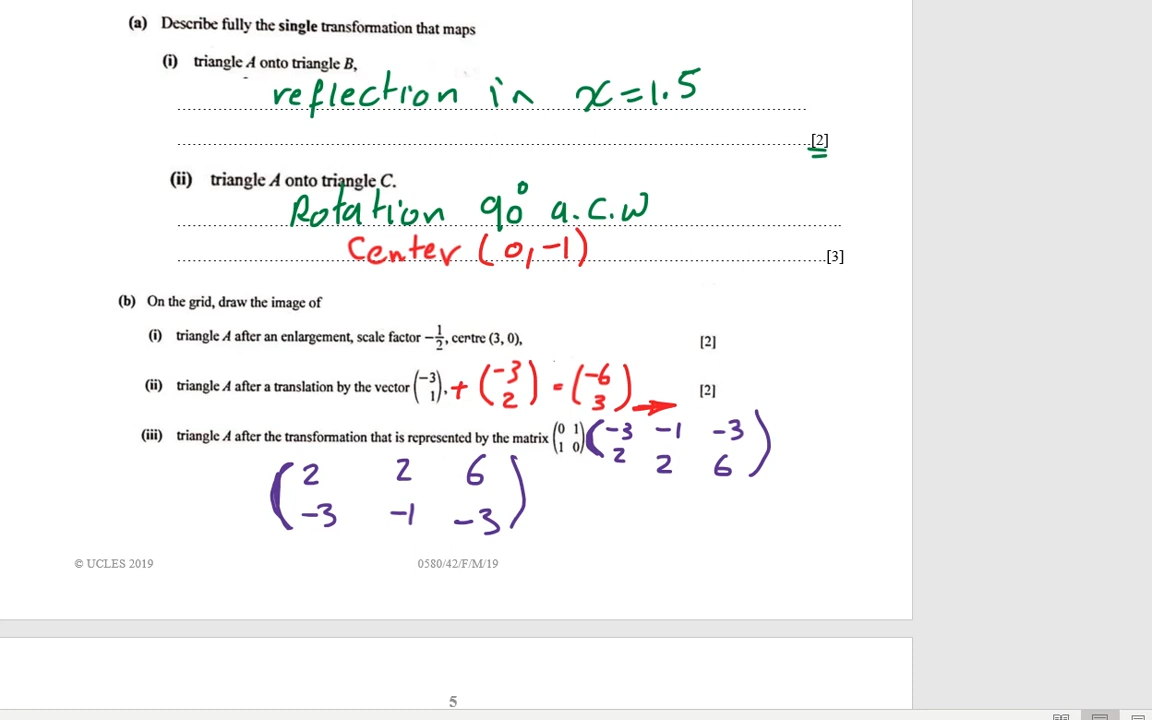 (a) Describe fully the single transformation that maps
(i) triangle A onto triangle B,
reflection in x=1.5
[2]
(ii) triangle A onto triangle C.
Rotation 90° a.c.w
Center (0,-1)
[3]
(b) On the grid, draw the image of
(i) triangle A after an enlargement, scale factor −1/2, centre (3, 0), [2]
(ii) triangle A after a translation by the vector (−3 1), + (−3 2) = (−6 3) → [2]
(iii) triangle A after the transformation that is represented by the matrix (0 1 1 0) (−3 −1 −3
2 2 6)
(2 2 6
−3 −1 −3)
© UCLES 2019 0580/42/F/M/19
5